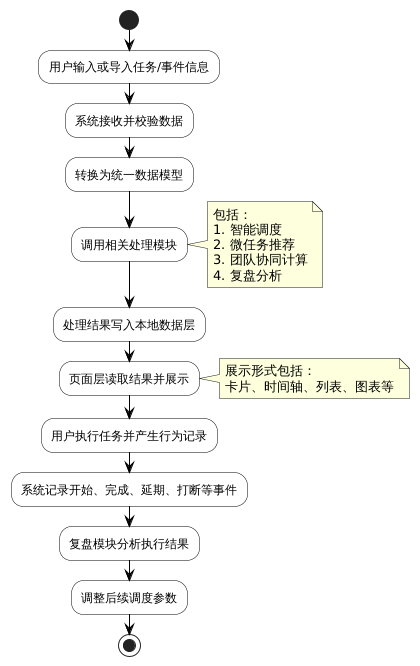 用户输入或导入任务/事件信息
系统接收并校验数据
转换为统一数据模型
调用相关处理模块
包括：
1. 智能调度
2. 微任务推荐
3. 团队协同计算
4. 复盘分析
处理结果写入本地数据层
页面层读取结果并展示
展示形式包括：
卡片、时间轴、列表、图表等
用户执行任务并产生行为记录
系统记录开始、完成、延期、打断等事件
复盘模块分析执行结果
调整后续调度参数